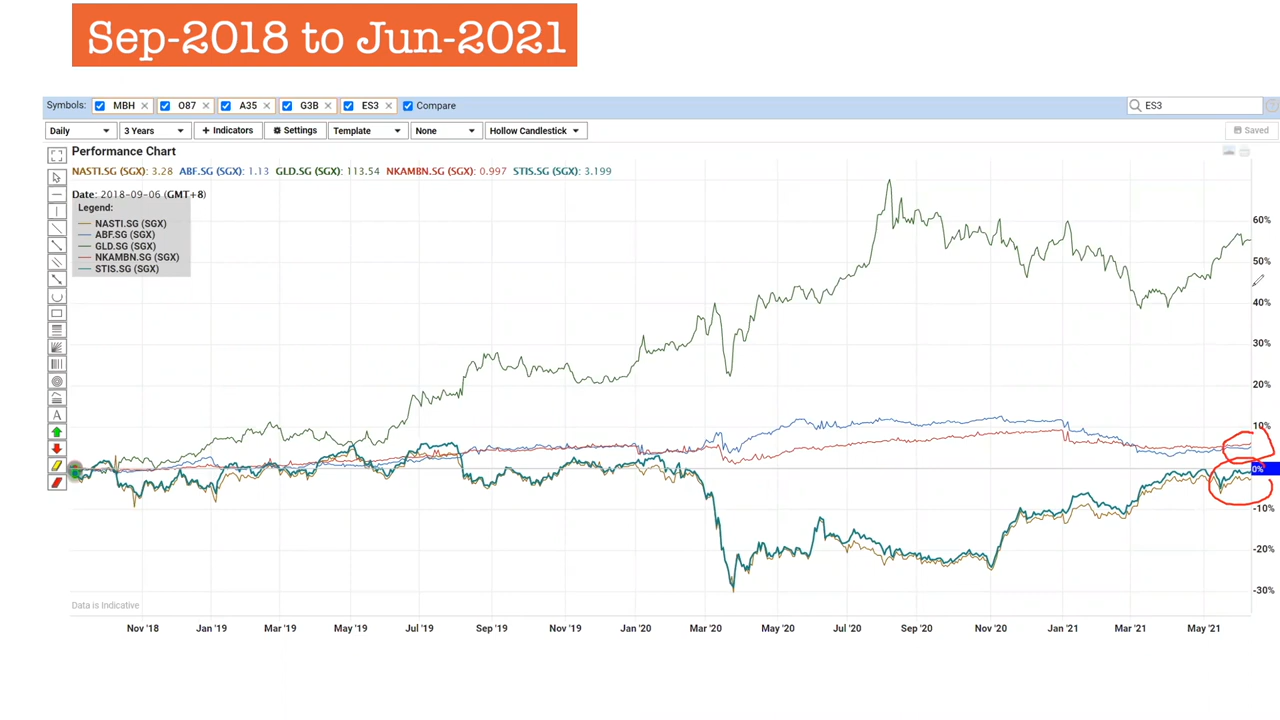 Sep-2018 to Jun-2021
Symbols: MBH O87 A35 G3B ES3 Compare ES3
Daily 3 Years + Indicators Settings Template None Hollow Candlestick Saved
Performance Chart
NASTI.SG (SGX): 3.28 ABF.SG (SGX): 1.13 GLD.SG (SGX): 113.54 NKAMBN.SG (SGX): 0.997 STIS.SG (SGX): 3.199
Date: 2018-09-06 (GMT+8)
Legend:
NASTI.SG (SGX)
ABF.SG (SGX)
GLD.SG (SGX)
NKAMBN.SG (SGX)
STIS.SG (SGX)
A
60%
50%
40%
30%
20%
10%
0%
-10%
-20%
-30%
Data is Indicative
Nov '18 Jan '19 Mar '19 May '19 Jul '19 Sep '19 Nov '19 Jan '20 Mar '20 May '20 Jul '20 Sep '20 Nov '20 Jan '21 Mar '21 May '21